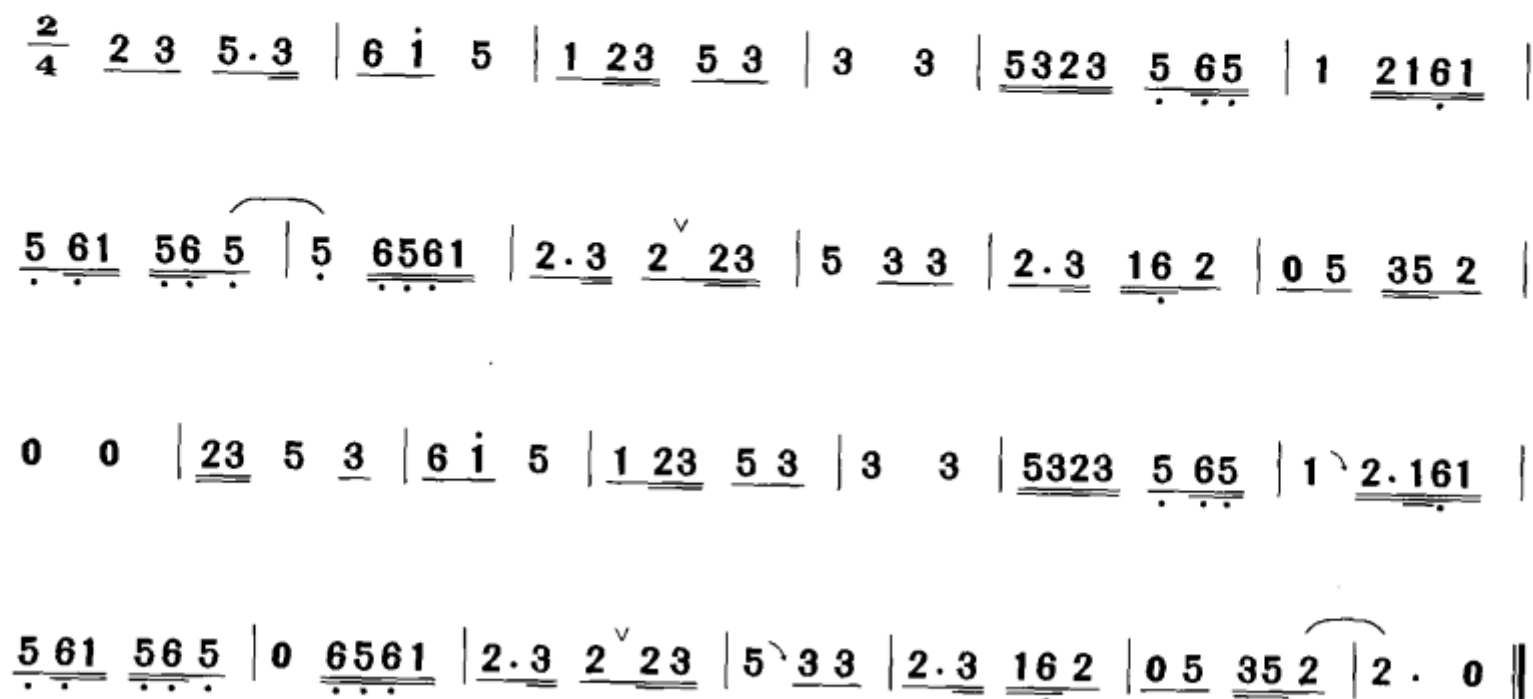 2/4 2 3 5·3 | 6 i 5 | 1 23 5 3 | 3 3 | 5323 5 65 | 1 2161 |
5 61 56 5 | 5 6561 | 2·3 2 ∨ 23 | 5 3 3 | 2·3 16 2 | 0 5 35 2 |
0 0 | 23 5 3 | 6 i 5 | 1 23 5 3 | 3 3 | 5323 5 65 | 1 2·161 |
5 61 56 5 | 0 6561 | 2·3 2 ∨ 23 | 5 3 3 | 2·3 16 2 | 0 5 35 2 | 2 · 0 ‖